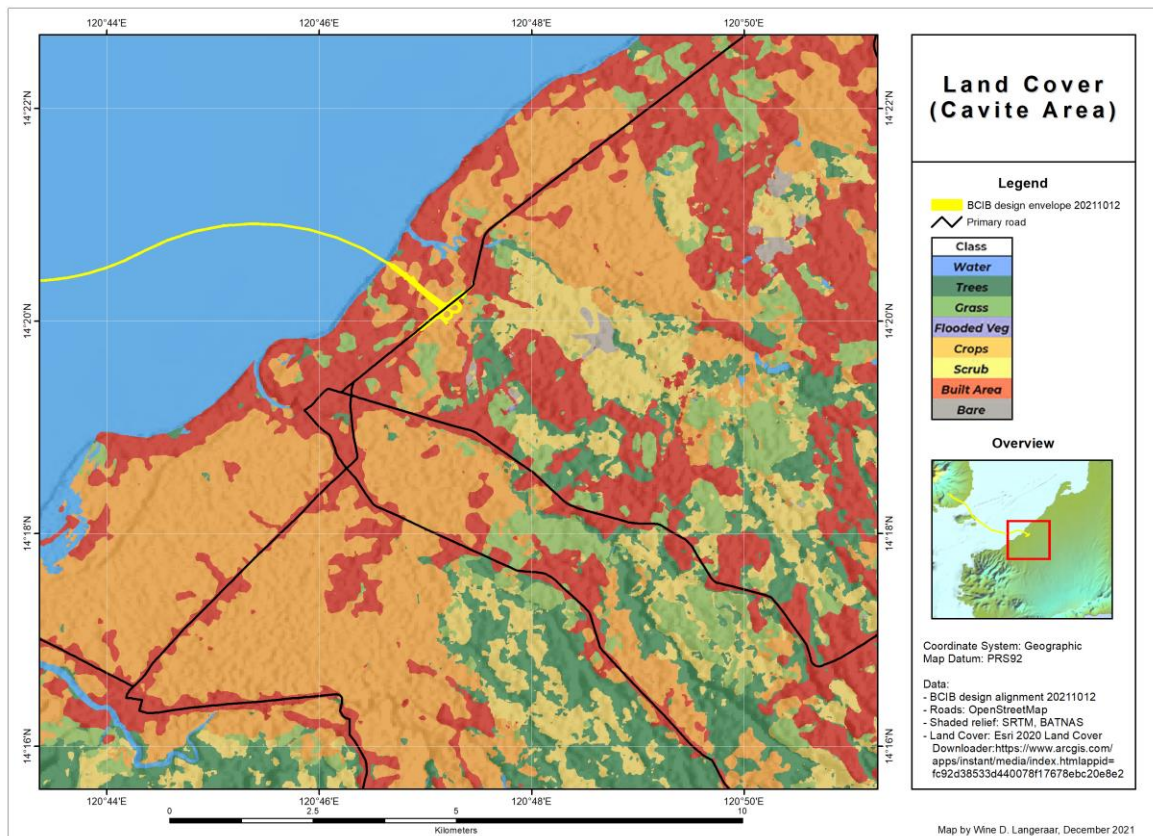 120°44'E 120°46'E 120°48'E 120°50'E
14°22'N 14°22'N
14°20'N 14°20'N
14°18'N 14°18'N
14°16'N 14°16'N
120°44'E 120°46'E 120°48'E 120°50'E
0 2.5 5 10
Kilometers
Land Cover
(Cavite Area)
Legend
BCIB design envelope 20211012
Primary road
Class
Water
Trees
Grass
Flooded Veg
Crops
Scrub
Built Area
Bare
Overview
Coordinate System: Geographic
Map Datum: PRS92
Data:
- BCIB design alignment 20211012
- Roads: OpenStreetMap
- Shaded relief: SRTM, BATNAS
- Land Cover: Esri 2020 Land Cover
Downloader:https://www.arcgis.com/
apps/instant/media/index.htmlappid=
fc92d38533d440078f17678ebc20e8e2
Map by Wine D. Langeraar, December 2021